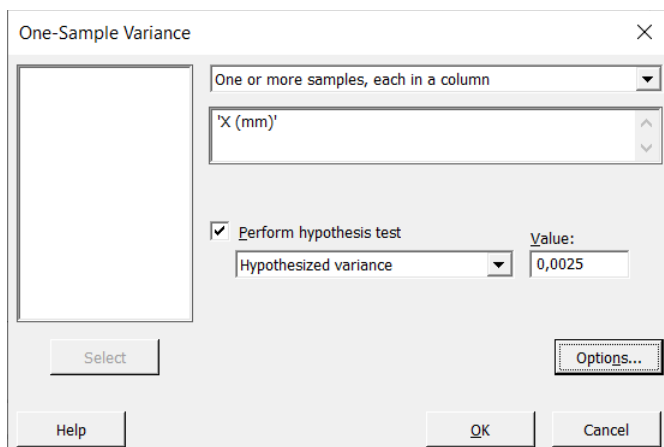 One-Sample Variance
One or more samples, each in a column
'X (mm)'
Perform hypothesis test
Value:
Hypothesized variance
0,0025
Select
Options...
Help
OK
Cancel